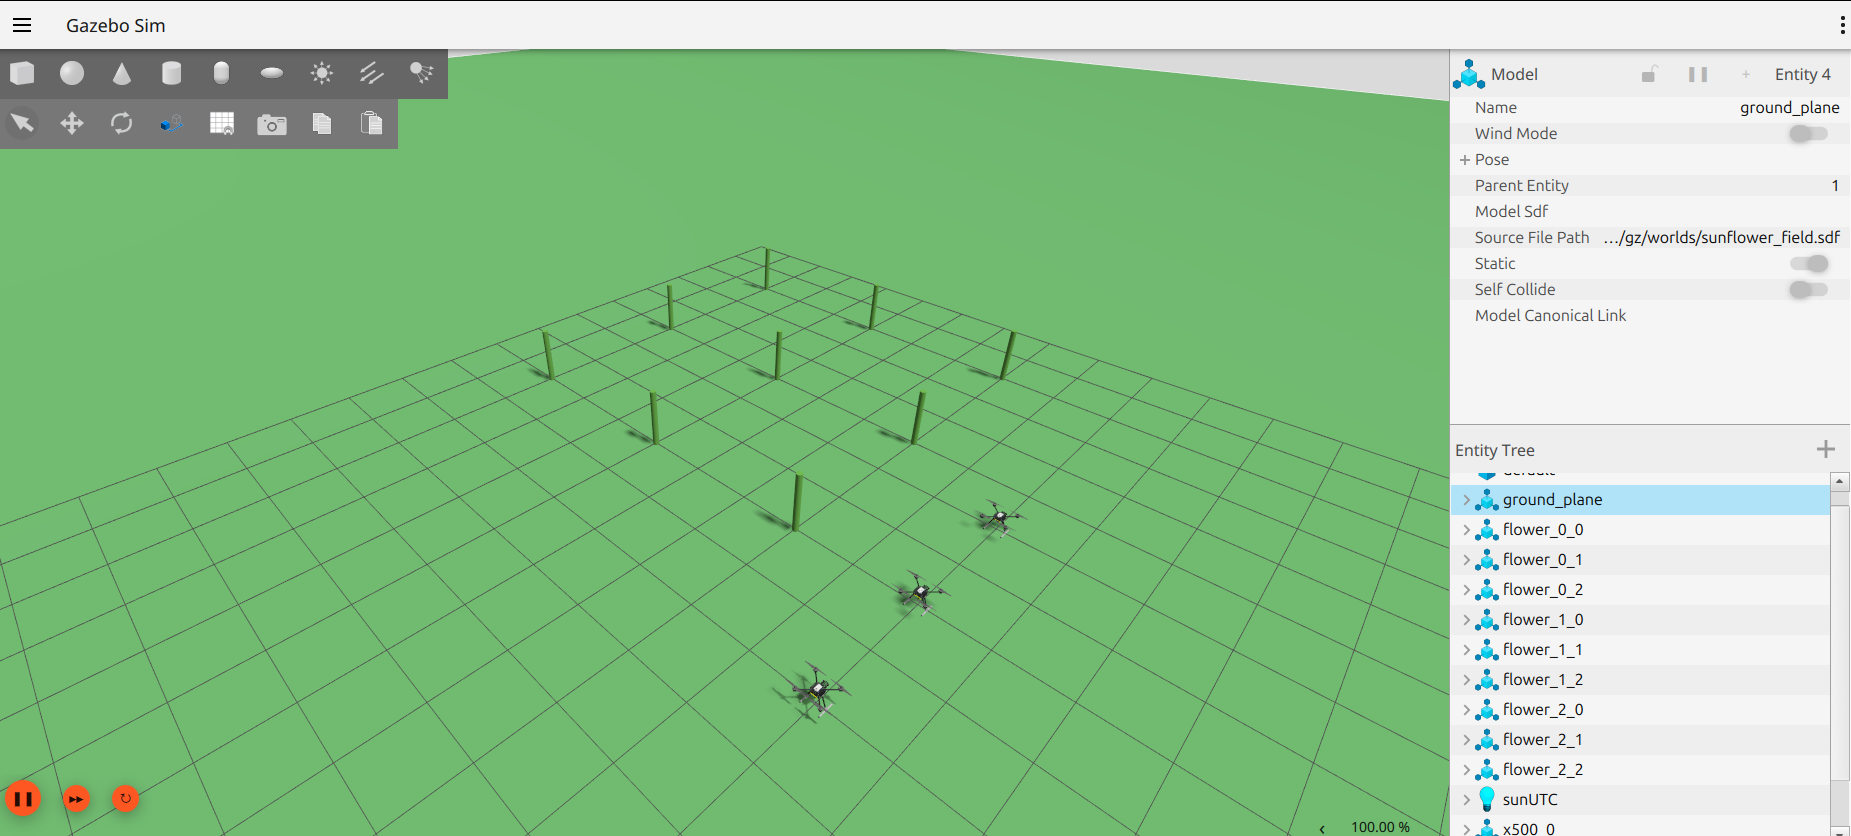 Gazebo Sim
Model Entity 4
Name ground_plane
Wind Mode
+ Pose
Parent Entity 1
Model Sdf
Source File Path …/gz/worlds/sunflower_field.sdf
Static
Self Collide
Model Canonical Link
Entity Tree
default
ground_plane
flower_0_0
flower_0_1
flower_0_2
flower_1_0
flower_1_1
flower_1_2
flower_2_0
flower_2_1
flower_2_2
sunUTC
x500_0
100.00 %